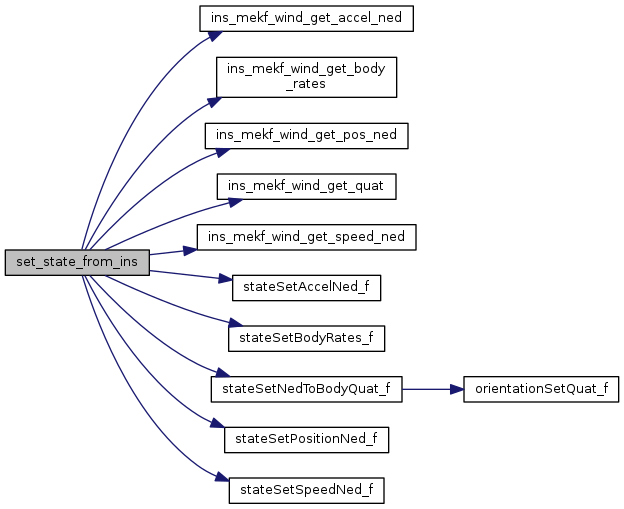 ins_mekf_wind_get_accel_ned
ins_mekf_wind_get_body
_rates
ins_mekf_wind_get_pos_ned
ins_mekf_wind_get_quat
ins_mekf_wind_get_speed_ned
set_state_from_ins
stateSetAccelNed_f
stateSetBodyRates_f
stateSetNedToBodyQuat_f
orientationSetQuat_f
stateSetPositionNed_f
stateSetSpeedNed_f